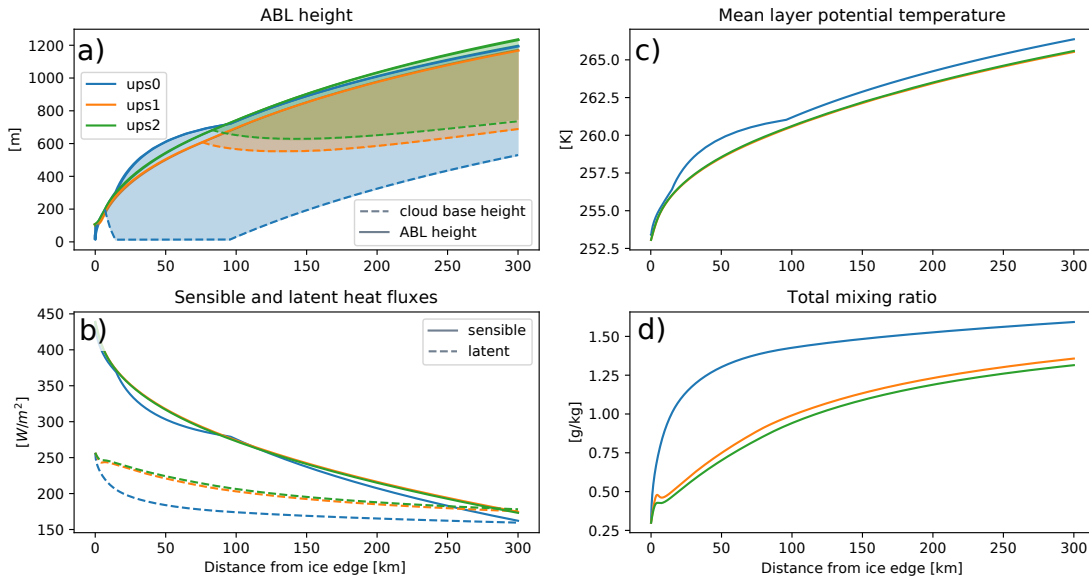 ABL height
a)
1200
1000
800
600
400
200
0
[m]
ups0
ups1
ups2
cloud base height
ABL height
0
50
100
150
200
250
300
Mean layer potential temperature
c)
265.0
262.5
260.0
257.5
255.0
252.5
[K]
0
50
100
150
200
250
300
Sensible and latent heat fluxes
b)
450
400
350
300
250
200
150
[W/m²]
sensible
latent
0
50
100
150
200
250
300
Distance from ice edge [km]
Total mixing ratio
d)
1.50
1.25
1.00
0.75
0.50
0.25
[g/kg]
0
50
100
150
200
250
300
Distance from ice edge [km]